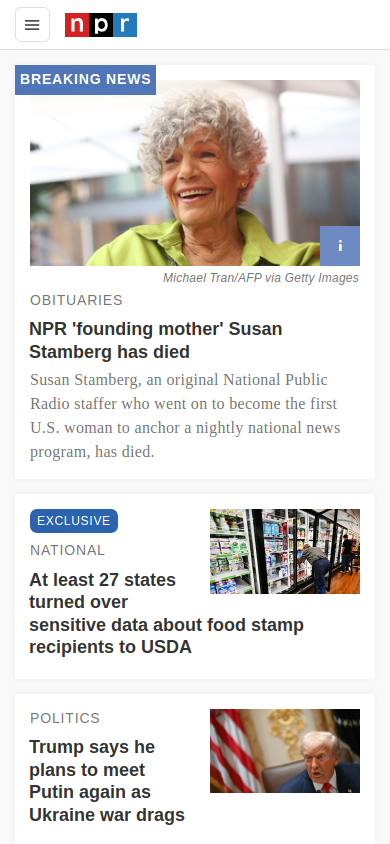 npr
BREAKING NEWS
Michael Tran/AFP via Getty Images
OBITUARIES
NPR 'founding mother' Susan
Stamberg has died
Susan Stamberg, an original National Public
Radio staffer who went on to become the first
U.S. woman to anchor a nightly national news
program, has died.
EXCLUSIVE
NATIONAL
At least 27 states
turned over
sensitive data about food stamp
recipients to USDA
POLITICS
Trump says he
plans to meet
Putin again as
Ukraine war drags